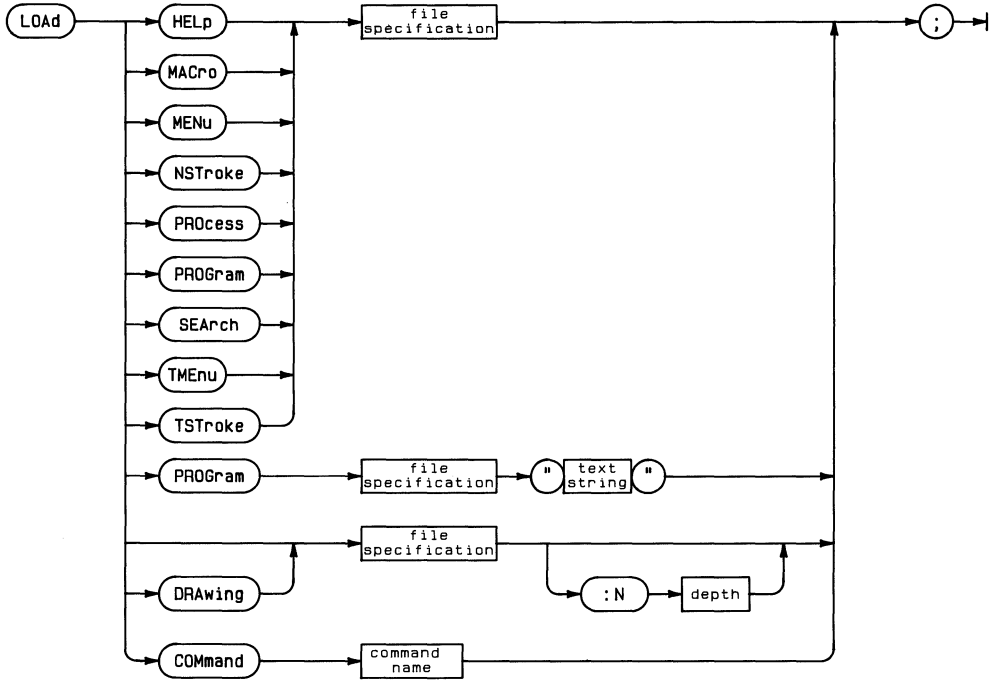 LOAd
HELp
file
specification
;
MACro
MENu
NSTroke
PROcess
PROGram
SEArch
TMEnu
TSTroke
PROGram
file
specification
"
text
string
"
file
specification
DRAwing
:N
depth
COMmand
command
name